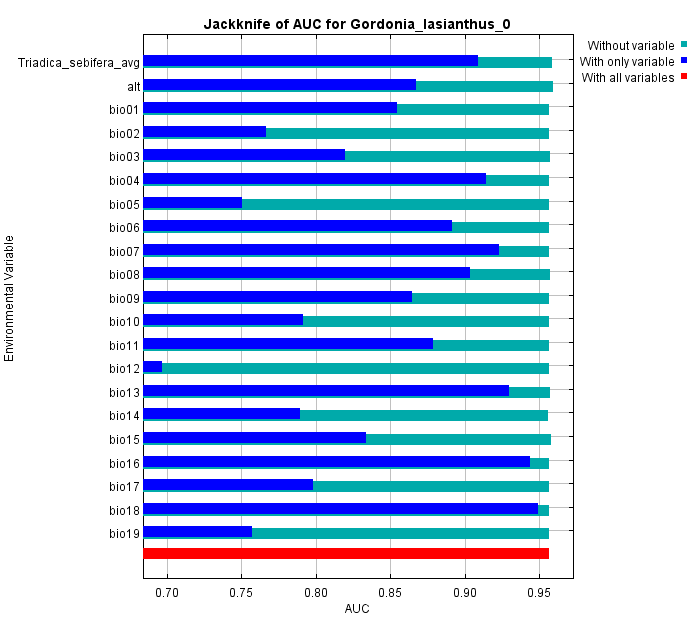 Jackknife of AUC for Gordonia_lasianthus_0
Without variable
With only variable
With all variables
Environmental Variable
Triadica_sebifera_avg
alt
bio01
bio02
bio03
bio04
bio05
bio06
bio07
bio08
bio09
bio10
bio11
bio12
bio13
bio14
bio15
bio16
bio17
bio18
bio19
0.70 0.75 0.80 0.85 0.90 0.95
AUC